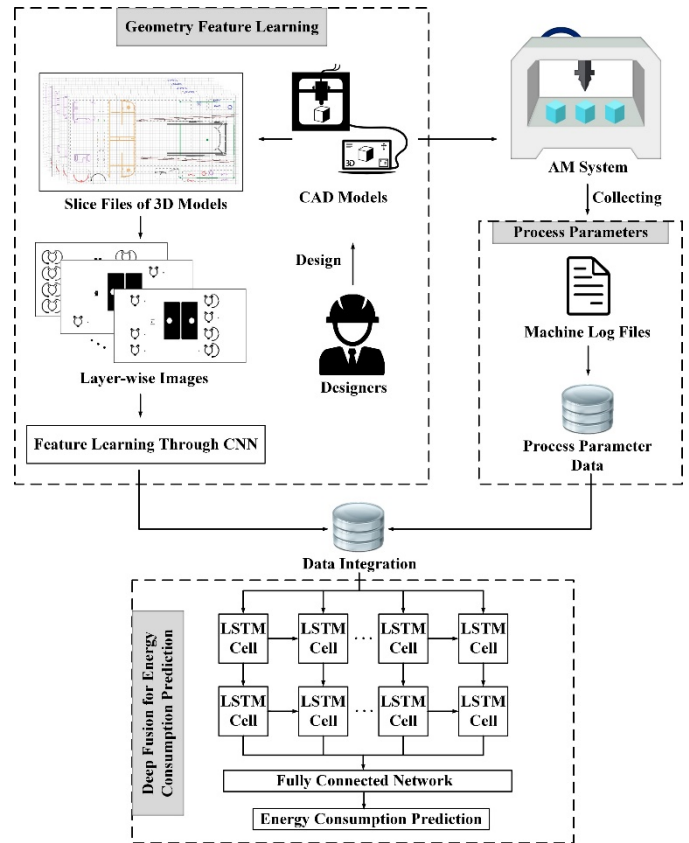 Geometry Feature Learning
Slice Files of 3D Models
3D
CAD Models
AM System
Collecting
Process Parameters
Design
Machine Log Files
Layer-wise Images
Designers
Feature Learning Through CNN
Process Parameter
Data
Data Integration
Deep Fusion for Energy
Consumption Prediction
LSTM
Cell
LSTM
Cell
...
LSTM
Cell
LSTM
Cell
LSTM
Cell
LSTM
Cell
...
LSTM
Cell
LSTM
Cell
Fully Connected Network
Energy Consumption Prediction